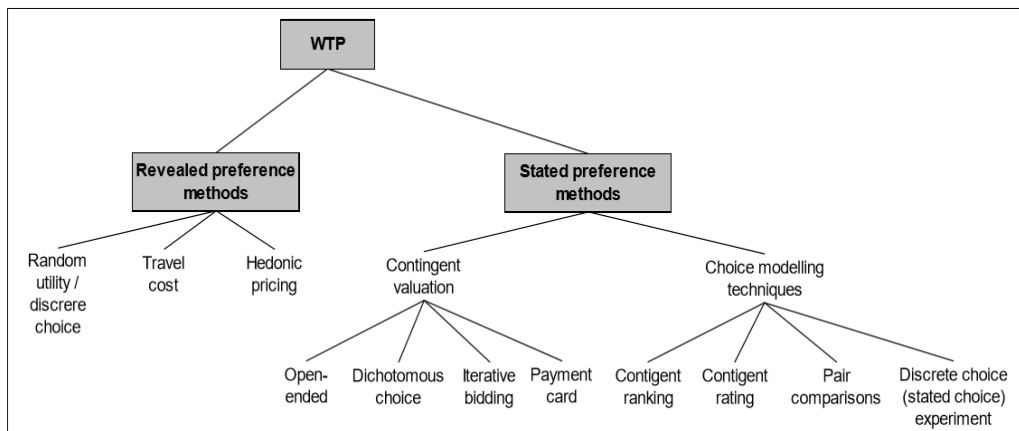 WTP
Revealed preference
methods
Stated preference
methods
Random
utility /
discrere
choice
Travel
cost
Hedonic
pricing
Contingent
valuation
Choice modelling
techniques
Open-
ended
Dichotomous
choice
Iterative
bidding
Payment
card
Contigent
ranking
Contigent
rating
Pair
comparisons
Discrete choice
(stated choice)
experiment